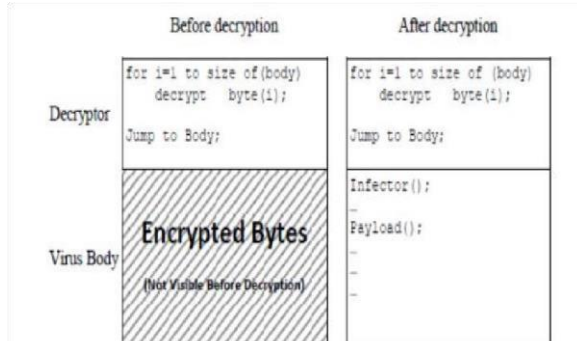 Before decryption
After decryption
Decryptor
for i=1 to size of(body)
decrypt byte(i);
Jump to Body;
for i=1 to size of (body)
decrypt byte(i);
Jump to Body;
Virus Body
Encrypted Bytes
(Not Visible Before Decryption)
Infector();
_
Payload();
_
_
_